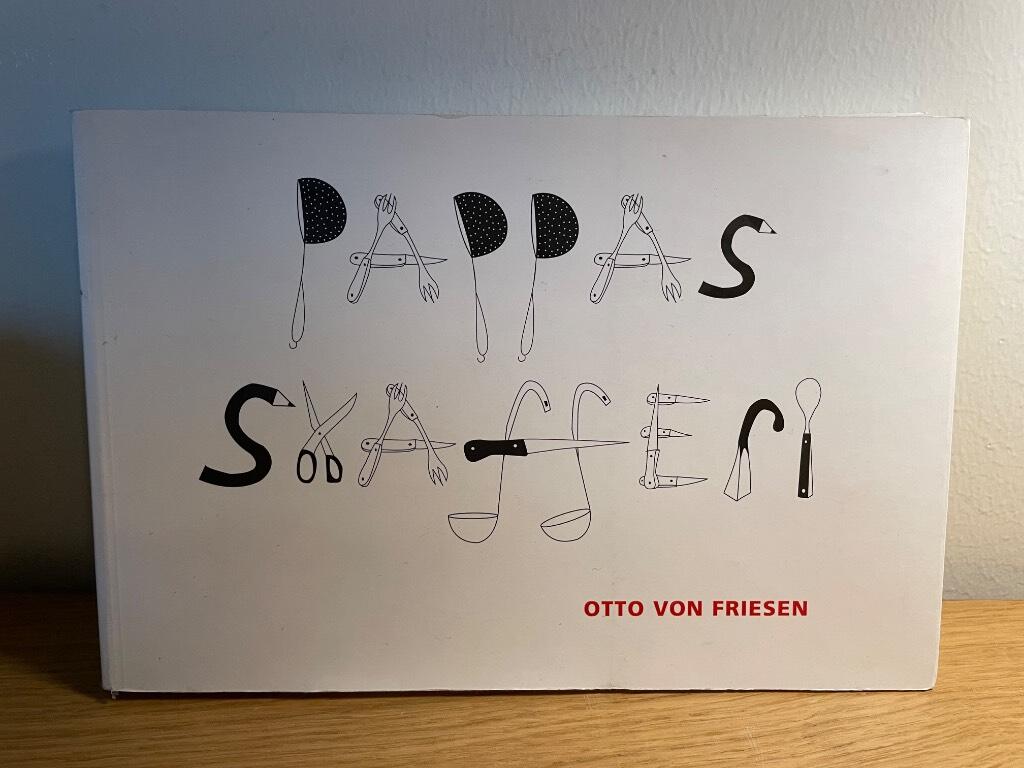 PAPPAS
SKAFFERI
OTTO VON FRIESEN